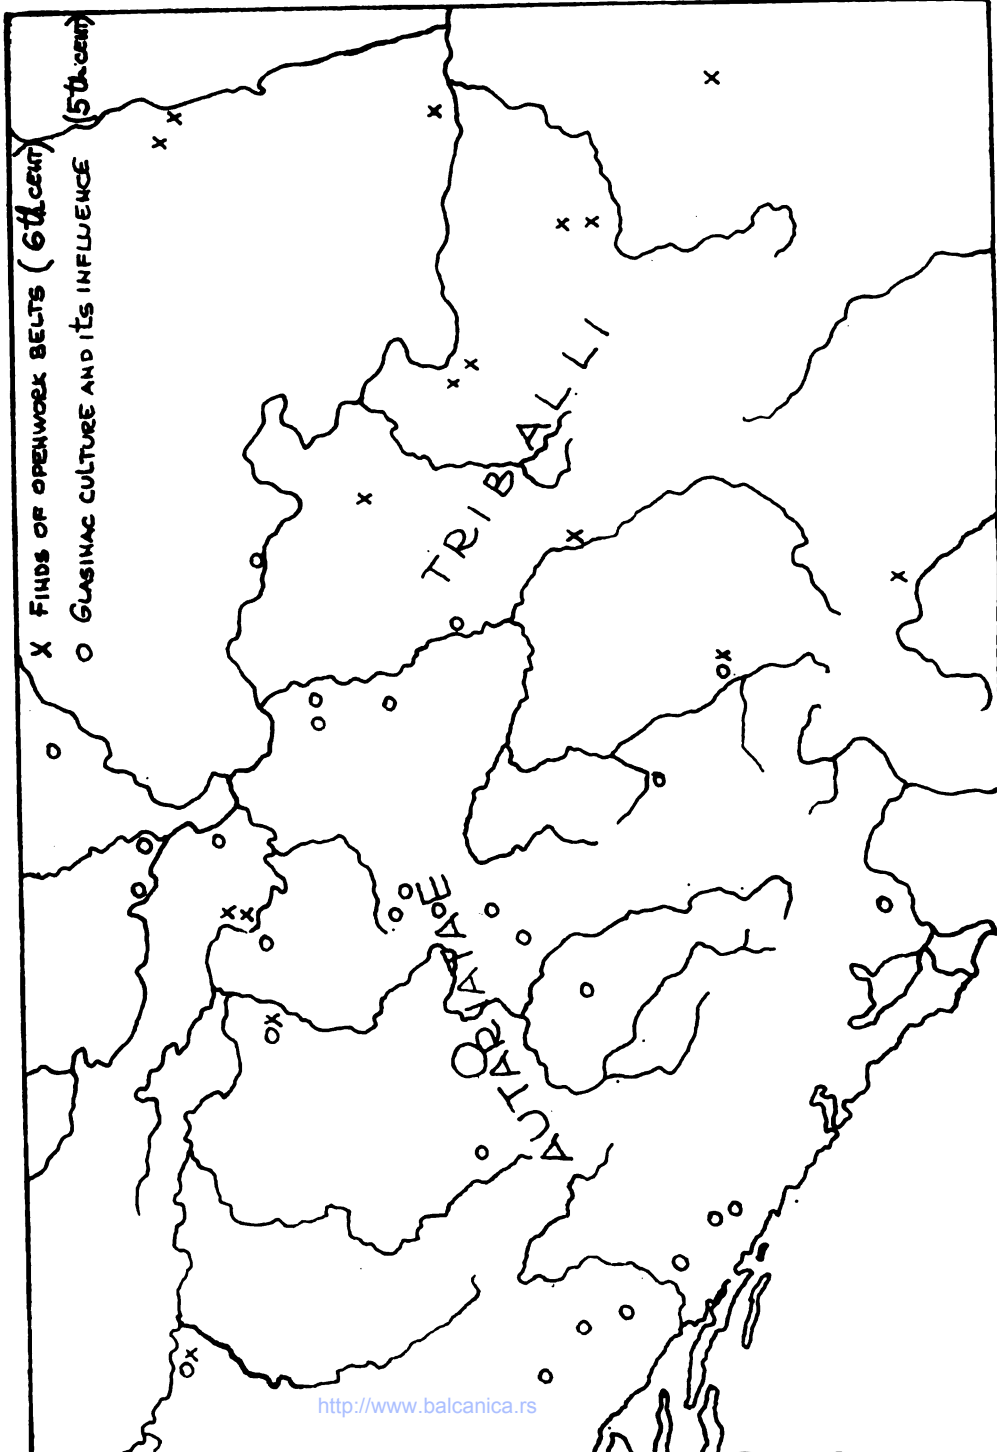 X FINDS OF OPENWORK BELTS (6th cent)
O GLASINAC CULTURE AND ITS INFLUENCE (5th cent)
TRIBALLI
AUTARIATAE
http://www.balcanica.rs